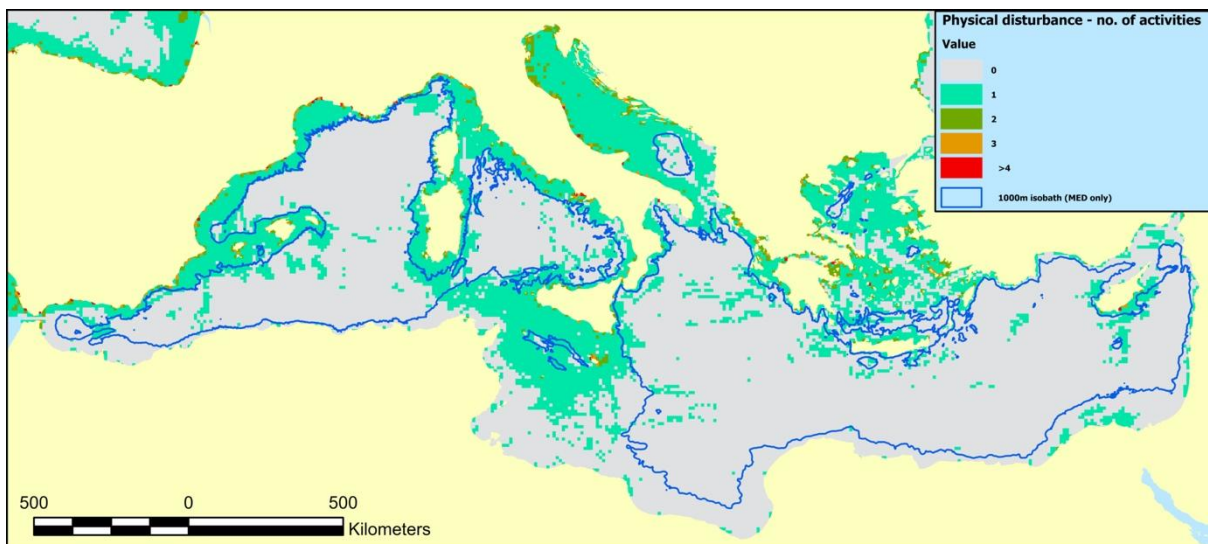 Physical disturbance - no. of activities
Value
0
1
2
3
>4
1000m isobath (MED only)
500 0 500
Kilometers